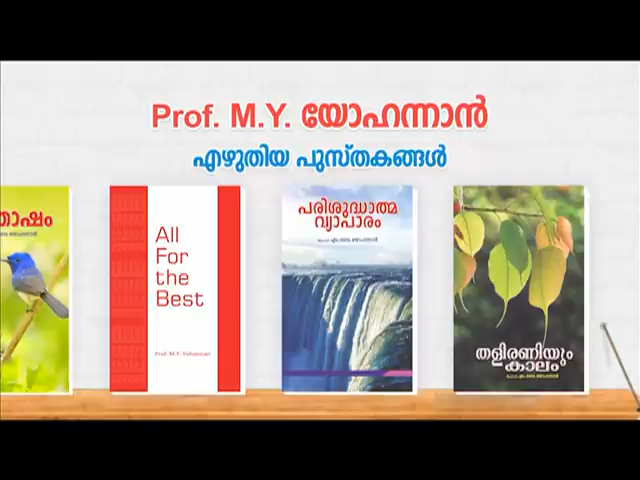 Prof. M.Y. യോഹന്നാൻ
എഴുതിയ പുസ്തകങ്ങൾ
All
For
the
Best
Prof. M.Y. Yohannan
പരിശുദ്ധാത്മ
വ്യാപാരം
തളിരണിയും
കാലം